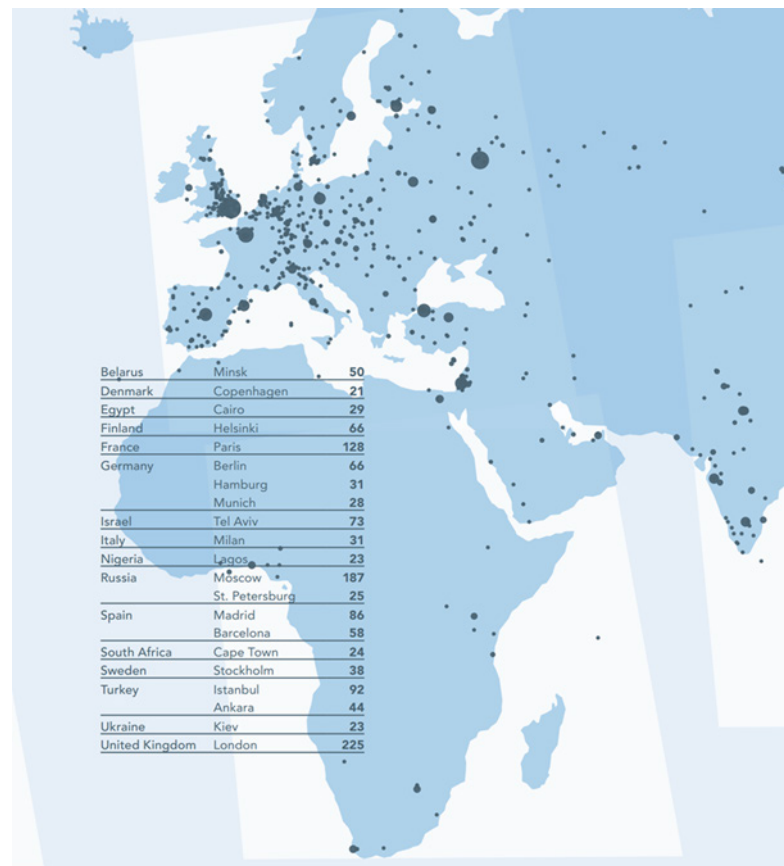 Belarus Minsk 50
Denmark Copenhagen 21
Egypt Cairo 29
Finland Helsinki 66
France Paris 128
Germany Berlin 66
Hamburg 31
Munich 28
Israel Tel Aviv 73
Italy Milan 31
Nigeria Lagos 23
Russia Moscow 187
St. Petersburg 25
Spain Madrid 86
Barcelona 58
South Africa Cape Town 24
Sweden Stockholm 38
Turkey Istanbul 92
Ankara 44
Ukraine Kiev 23
United Kingdom London 225